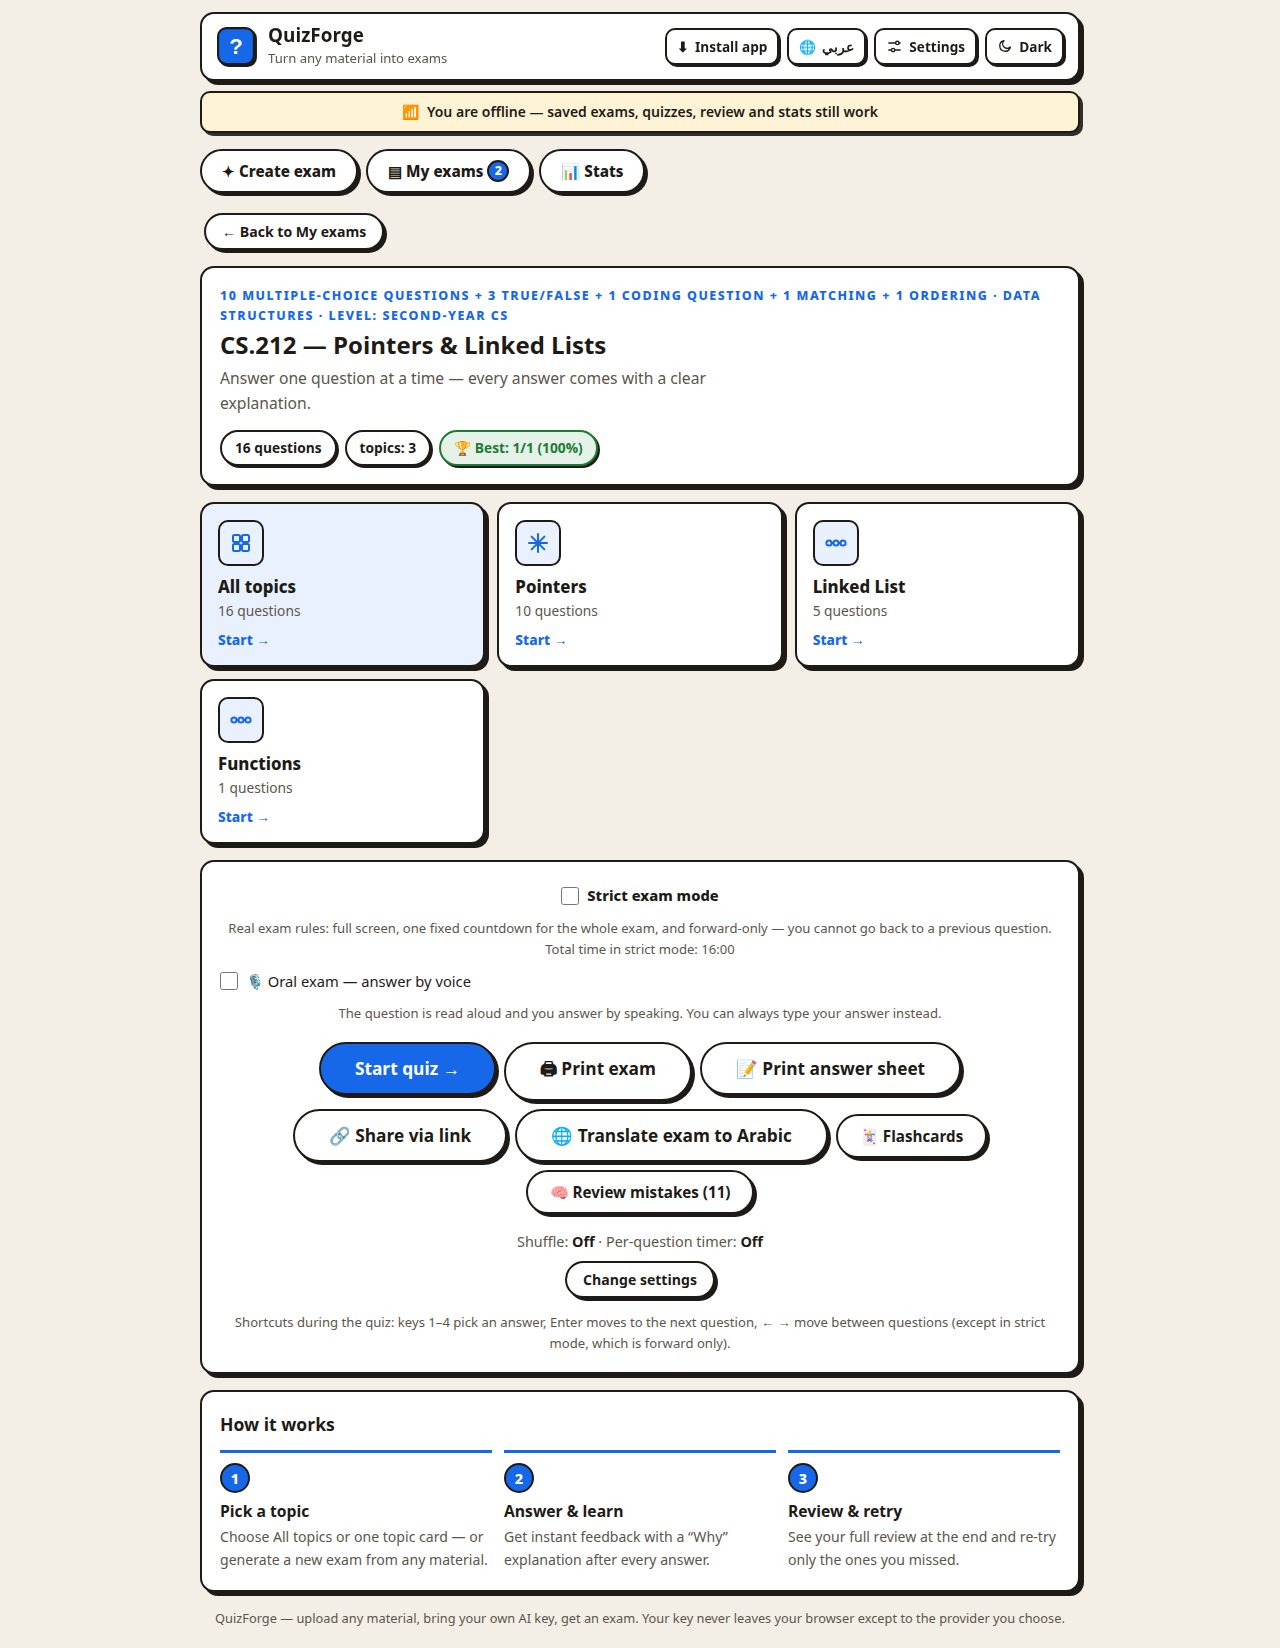 ?
QuizForge
Turn any material into exams
⬇ Install app
🌐 عربي
Settings
Dark
📶 You are offline — saved exams, quizzes, review and stats still work
✦ Create exam
▤ My exams 2
📊 Stats
← Back to My exams
10 MULTIPLE-CHOICE QUESTIONS + 3 TRUE/FALSE + 1 CODING QUESTION + 1 MATCHING + 1 ORDERING · DATA
STRUCTURES · LEVEL: SECOND-YEAR CS
CS.212 — Pointers & Linked Lists
Answer one question at a time — every answer comes with a clear
explanation.
16 questions
topics: 3
🏆 Best: 1/1 (100%)
All topics
16 questions
Start →
Pointers
10 questions
Start →
Linked List
5 questions
Start →
Functions
1 questions
Start →
Strict exam mode
Real exam rules: full screen, one fixed countdown for the whole exam, and forward-only — you cannot go back to a previous question.
Total time in strict mode: 16:00
🎙️ Oral exam — answer by voice
The question is read aloud and you answer by speaking. You can always type your answer instead.
Start quiz →
🖨 Print exam
📝 Print answer sheet
🔗 Share via link
🌐 Translate exam to Arabic
🃏 Flashcards
🧠 Review mistakes (11)
Shuffle: Off · Per-question timer: Off
Change settings
Shortcuts during the quiz: keys 1–4 pick an answer, Enter moves to the next question, ← → move between questions (except in strict
mode, which is forward only).
How it works
1
Pick a topic
Choose All topics or one topic card — or
generate a new exam from any material.
2
Answer & learn
Get instant feedback with a “Why”
explanation after every answer.
3
Review & retry
See your full review at the end and re-try
only the ones you missed.
QuizForge — upload any material, bring your own AI key, get an exam. Your key never leaves your browser except to the provider you choose.